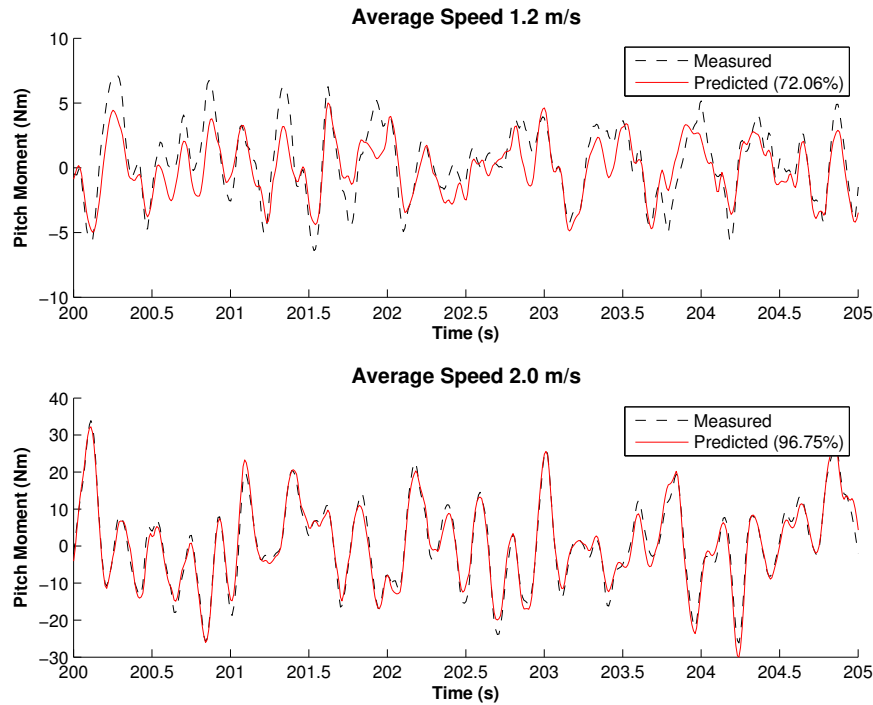 Average Speed 1.2 m/s
10
5
0
−5
−10
Pitch Moment (Nm)
Measured
Predicted (72.06%)
200 200.5 201 201.5 202 202.5 203 203.5 204 204.5 205
Time (s)
Average Speed 2.0 m/s
40
30
20
10
0
−10
−20
−30
Pitch Moment (Nm)
Measured
Predicted (96.75%)
200 200.5 201 201.5 202 202.5 203 203.5 204 204.5 205
Time (s)